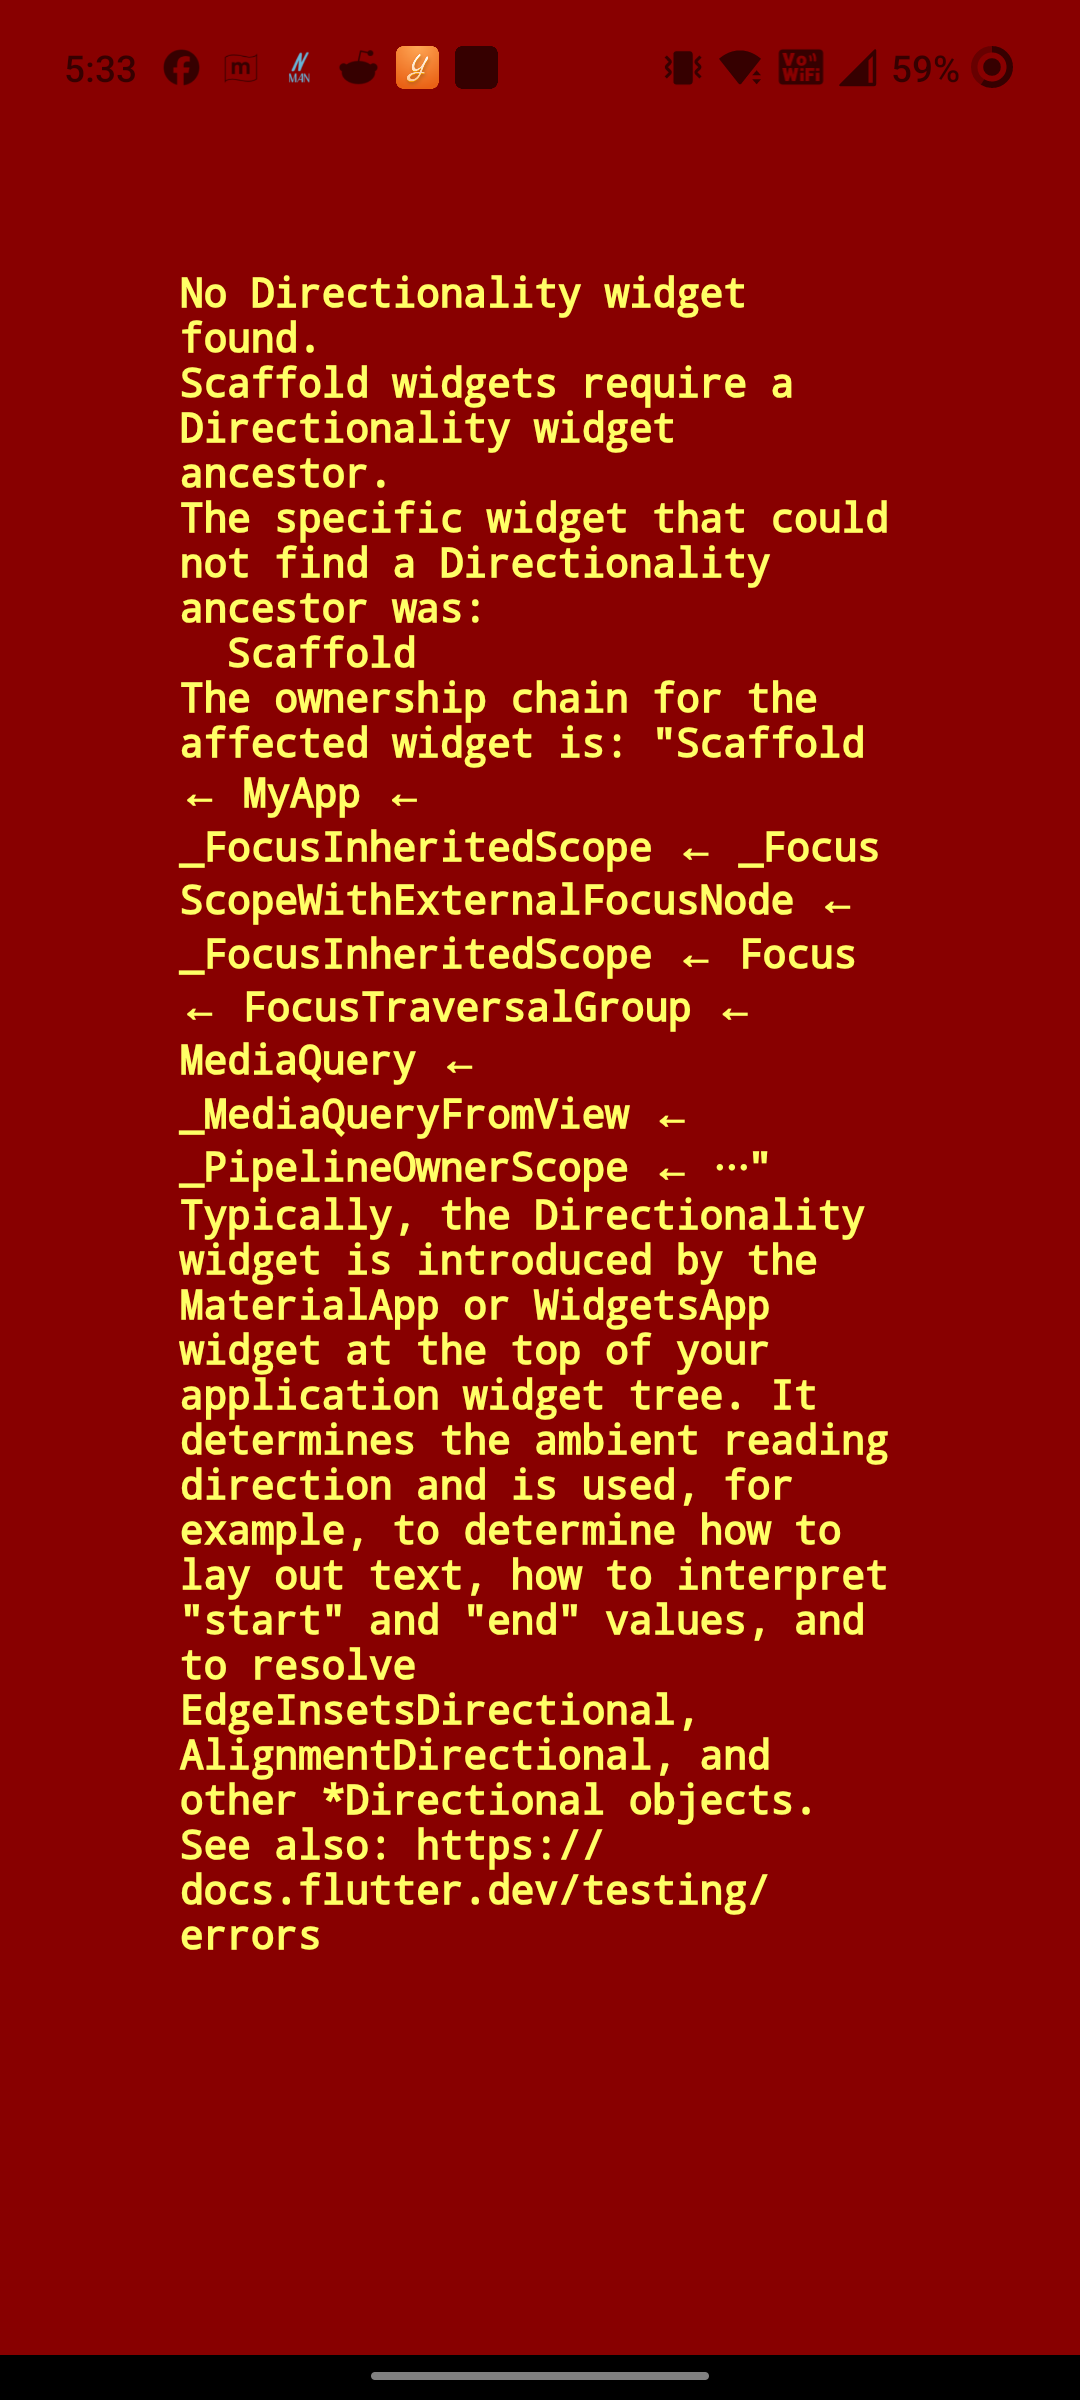 5:33
m
N
MAN
y
Vo
WiFi
59%
No Directionality widget
found.
Scaffold widgets require a
Directionality widget
ancestor.
The specific widget that could
not find a Directionality
ancestor was:
  Scaffold
The ownership chain for the
affected widget is: "Scaffold
← MyApp ←
_FocusInheritedScope ← _Focus
ScopeWithExternalFocusNode ←
_FocusInheritedScope ← Focus
← FocusTraversalGroup ←
MediaQuery ←
_MediaQueryFromView ←
_PipelineOwnerScope ← ⋯"
Typically, the Directionality
widget is introduced by the
MaterialApp or WidgetsApp
widget at the top of your
application widget tree. It
determines the ambient reading
direction and is used, for
example, to determine how to
lay out text, how to interpret
"start" and "end" values, and
to resolve
EdgeInsetsDirectional,
AlignmentDirectional, and
other *Directional objects.
See also: https://
docs.flutter.dev/testing/
errors